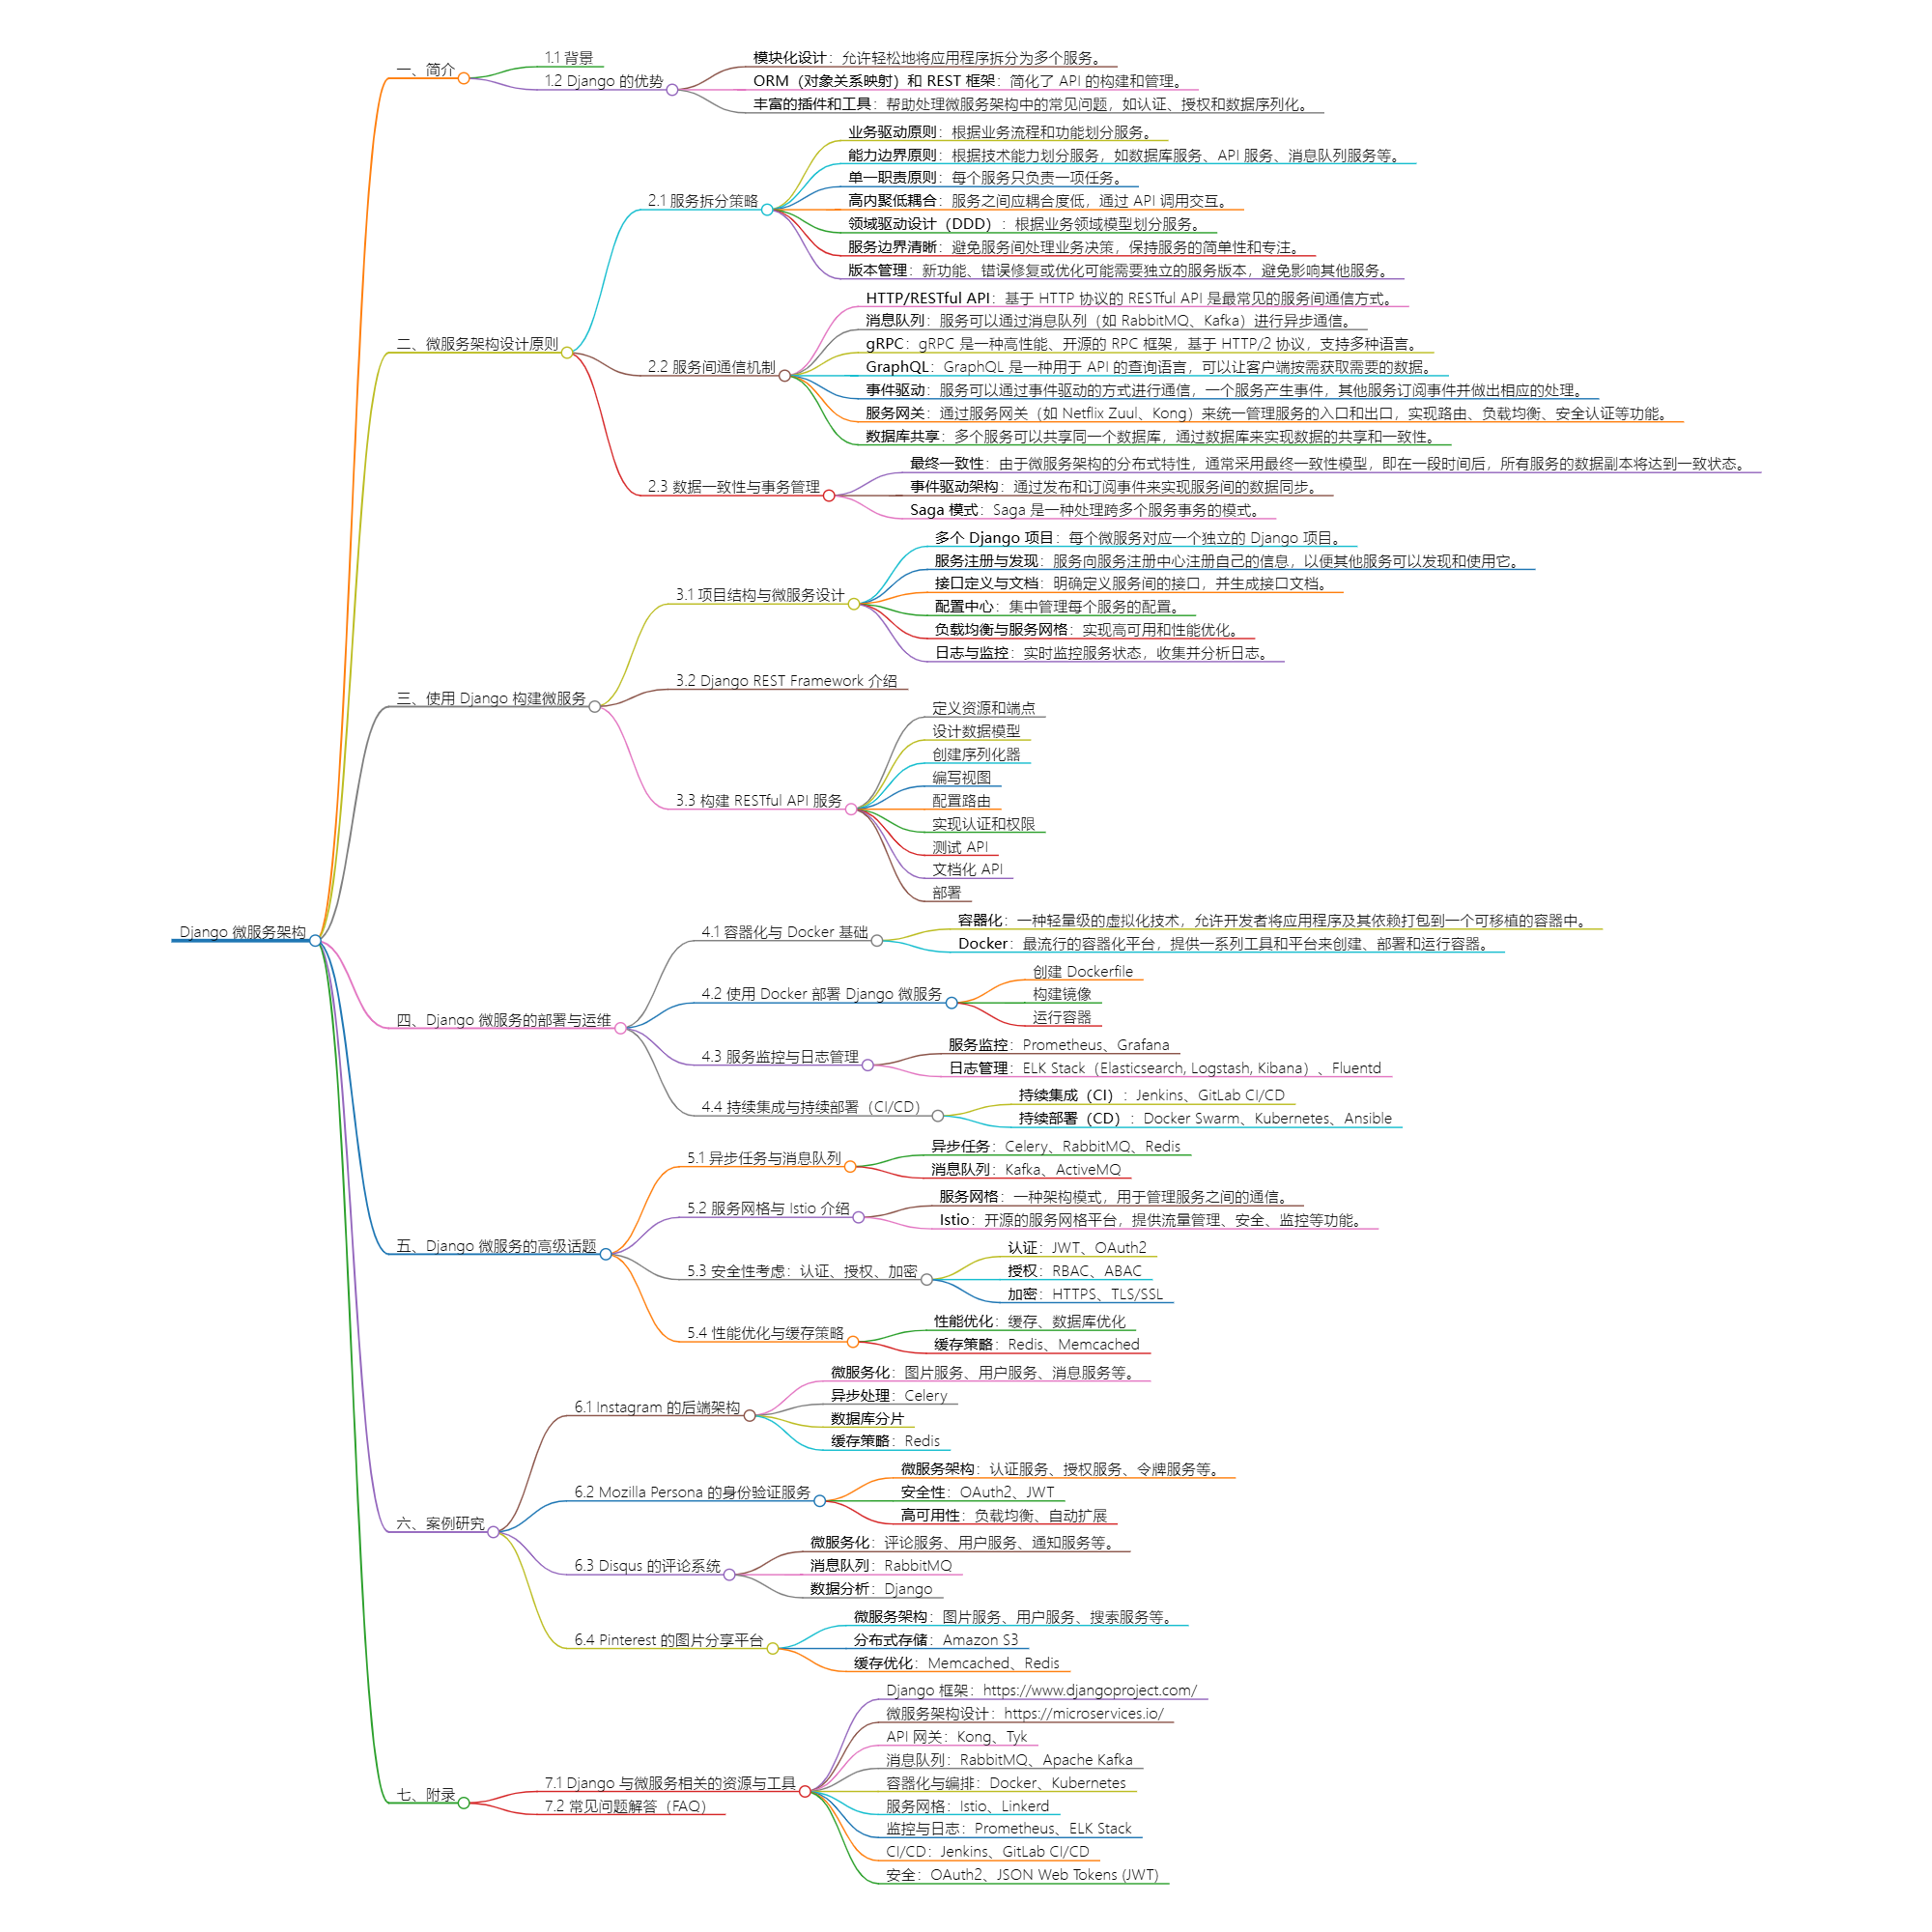 Django 微服务架构
一、简介
1.1 背景
1.2 Django 的优势
模块化设计：允许轻松地将应用程序拆分为多个服务。
ORM（对象关系映射）和 REST 框架：简化了 API 的构建和管理。
丰富的插件和工具：帮助处理微服务架构中的常见问题，如认证、授权和数据序列化。
二、微服务架构设计原则
2.1 服务拆分策略
业务驱动原则：根据业务流程和功能划分服务。
能力边界原则：根据技术能力划分服务，如数据库服务、API 服务、消息队列服务等。
单一职责原则：每个服务只负责一项任务。
高内聚低耦合：服务之间应耦合度低，通过 API 调用交互。
领域驱动设计（DDD）：根据业务领域模型划分服务。
服务边界清晰：避免服务间处理业务决策，保持服务的简单性和专注。
版本管理：新功能、错误修复或优化可能需要独立的服务版本，避免影响其他服务。
2.2 服务间通信机制
HTTP/RESTful API：基于 HTTP 协议的 RESTful API 是最常见的服务间通信方式。
消息队列：服务可以通过消息队列（如 RabbitMQ、Kafka）进行异步通信。
gRPC：gRPC 是一种高性能、开源的 RPC 框架，基于 HTTP/2 协议，支持多种语言。
GraphQL：GraphQL 是一种用于 API 的查询语言，可以让客户端按需获取需要的数据。
事件驱动：服务可以通过事件驱动的方式进行通信，一个服务产生事件，其他服务订阅事件并做出相应的处理。
服务网关：通过服务网关（如 Netflix Zuul、Kong）来统一管理服务的入口和出口，实现路由、负载均衡、安全认证等功能。
数据库共享：多个服务可以共享同一个数据库，通过数据库来实现数据的共享和一致性。
2.3 数据一致性与事务管理
最终一致性：由于微服务架构的分布式特性，通常采用最终一致性模型，即在一段时间后，所有服务的数据副本将达到一致状态。
事件驱动架构：通过发布和订阅事件来实现服务间的数据同步。
Saga 模式：Saga 是一种处理跨多个服务事务的模式。
三、使用 Django 构建微服务
3.1 项目结构与微服务设计
多个 Django 项目：每个微服务对应一个独立的 Django 项目。
服务注册与发现：服务向服务注册中心注册自己的信息，以便其他服务可以发现和使用它。
接口定义与文档：明确定义服务间的接口，并生成接口文档。
配置中心：集中管理每个服务的配置。
负载均衡与服务网格：实现高可用和性能优化。
日志与监控：实时监控服务状态，收集并分析日志。
3.2 Django REST Framework 介绍
3.3 构建 RESTful API 服务
定义资源和端点
设计数据模型
创建序列化器
编写视图
配置路由
实现认证和权限
测试 API
文档化 API
部署
四、Django 微服务的部署与运维
4.1 容器化与 Docker 基础
容器化：一种轻量级的虚拟化技术，允许开发者将应用程序及其依赖打包到一个可移植的容器中。
Docker：最流行的容器化平台，提供一系列工具和平台来创建、部署和运行容器。
4.2 使用 Docker 部署 Django 微服务
创建 Dockerfile
构建镜像
运行容器
4.3 服务监控与日志管理
服务监控：Prometheus、Grafana
日志管理：ELK Stack（Elasticsearch, Logstash, Kibana）、Fluentd
4.4 持续集成与持续部署（CI/CD）
持续集成（CI）：Jenkins、GitLab CI/CD
持续部署（CD）：Docker Swarm、Kubernetes、Ansible
五、Django 微服务的高级话题
5.1 异步任务与消息队列
异步任务：Celery、RabbitMQ、Redis
消息队列：Kafka、ActiveMQ
5.2 服务网格与 Istio 介绍
服务网格：一种架构模式，用于管理服务之间的通信。
Istio：开源的服务网格平台，提供流量管理、安全、监控等功能。
5.3 安全性考虑：认证、授权、加密
认证：JWT、OAuth2
授权：RBAC、ABAC
加密：HTTPS、TLS/SSL
5.4 性能优化与缓存策略
性能优化：缓存、数据库优化
缓存策略：Redis、Memcached
六、案例研究
6.1 Instagram 的后端架构
微服务化：图片服务、用户服务、消息服务等。
异步处理：Celery
数据库分片
缓存策略：Redis
6.2 Mozilla Persona 的身份验证服务
微服务架构：认证服务、授权服务、令牌服务等。
安全性：OAuth2、JWT
高可用性：负载均衡、自动扩展
6.3 Disqus 的评论系统
微服务化：评论服务、用户服务、通知服务等。
消息队列：RabbitMQ
数据分析：Django
6.4 Pinterest 的图片分享平台
微服务架构：图片服务、用户服务、搜索服务等。
分布式存储：Amazon S3
缓存优化：Memcached、Redis
七、附录
7.1 Django 与微服务相关的资源与工具
Django 框架：https://www.djangoproject.com/
微服务架构设计：https://microservices.io/
API 网关：Kong、Tyk
消息队列：RabbitMQ、Apache Kafka
容器化与编排：Docker、Kubernetes
服务网格：Istio、Linkerd
监控与日志：Prometheus、ELK Stack
CI/CD：Jenkins、GitLab CI/CD
安全：OAuth2、JSON Web Tokens (JWT)
7.2 常见问题解答（FAQ）